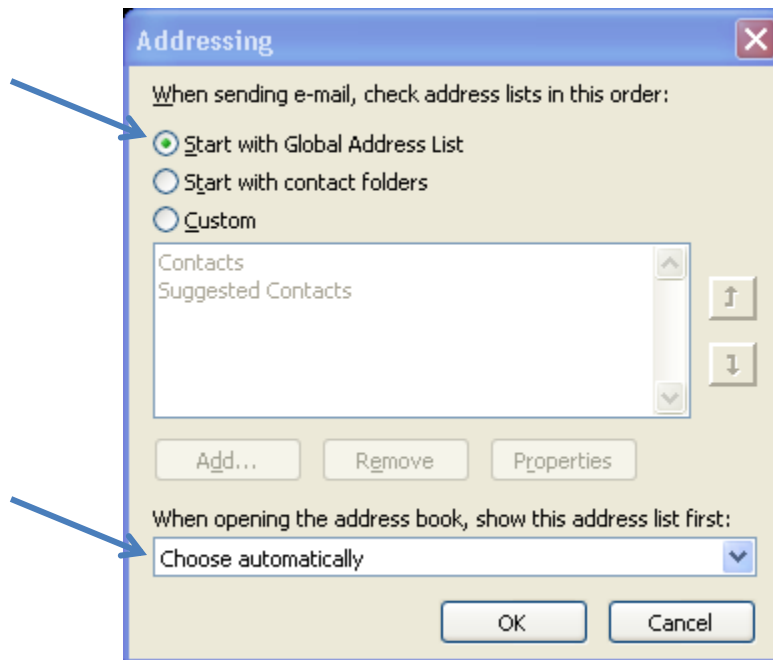 Addressing
When sending e-mail, check address lists in this order:
Start with Global Address List
Start with contact folders
Custom
Contacts
Suggested Contacts
Add... Remove Properties
When opening the address book, show this address list first:
Choose automatically
OK Cancel